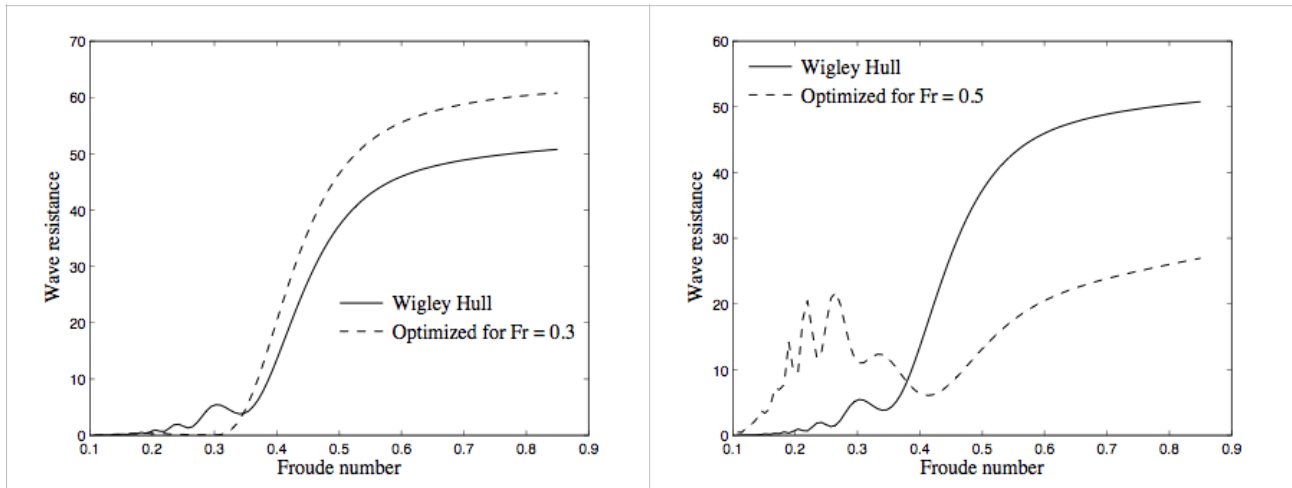 70
60
50
40
30
20
10
0
Wave resistance
Wigley Hull
Optimized for Fr = 0.3
0.1 0.2 0.3 0.4 0.5 0.6 0.7 0.8 0.9
Froude number
60
50
40
30
20
10
0
Wave resistance
Wigley Hull
Optimized for Fr = 0.5
0.1 0.2 0.3 0.4 0.5 0.6 0.7 0.8 0.9
Froude number